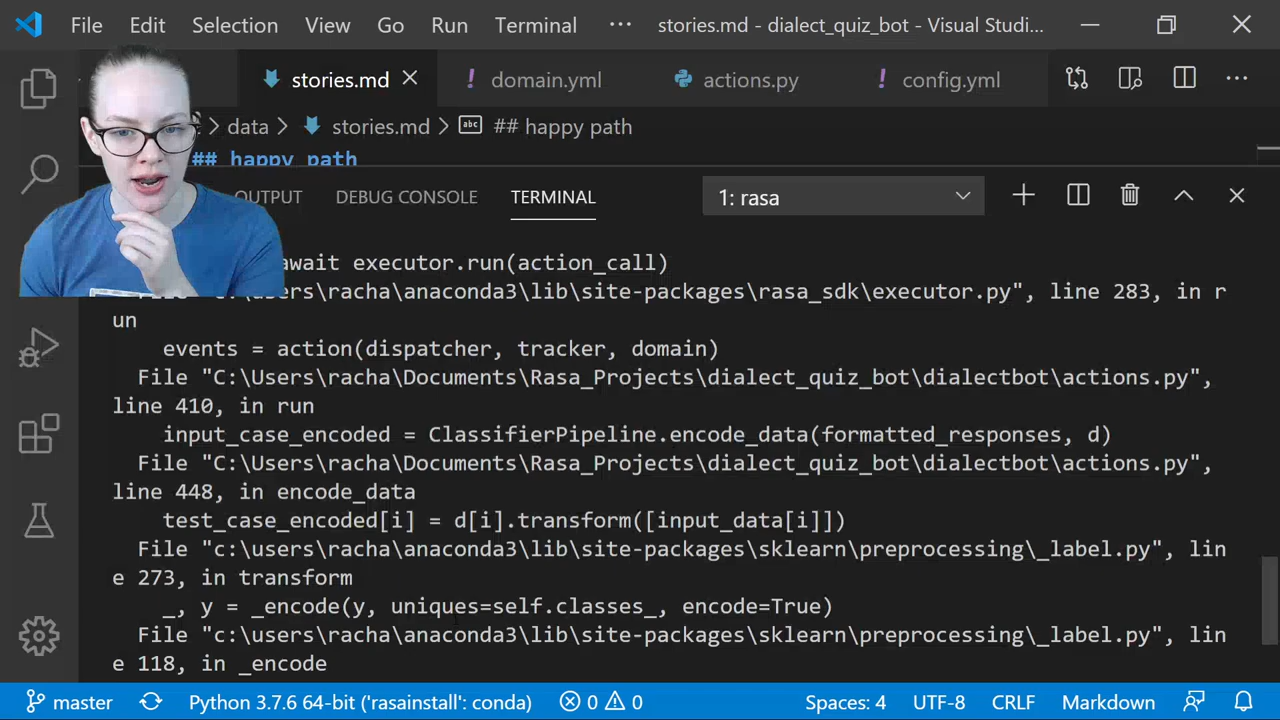 File Edit Selection View Run Go Terminal ··· stories.md - dialect_quiz_bot - Visual Studi...
stories.md domain.yml actions.py config.yml ···
data > stories.md > abc ## happy path
## happy path
OUTPUT DEBUG CONSOLE TERMINAL 1: rasa
await executor.run(action_call)
c:\users\racha\anaconda3\lib\site-packages\rasa_sdk\executor.py", line 283, in r
un
events = action(dispatcher, tracker, domain)
File "C:\Users\racha\Documents\Rasa_Projects\dialect_quiz_bot\dialectbot\actions.py",
line 410, in run
input_case_encoded = ClassifierPipeline.encode_data(formatted_responses, d)
File "C:\Users\racha\Documents\Rasa_Projects\dialect_quiz_bot\dialectbot\actions.py",
line 448, in encode_data
test_case_encoded[i] = d[i].transform([input_data[i]])
File "c:\users\racha\anaconda3\lib\site-packages\sklearn\preprocessing\_label.py", lin
e 273, in transform
_, y = _encode(y, uniques=self.classes_, encode=True)
File "c:\users\racha\anaconda3\lib\site-packages\sklearn\preprocessing\_label.py", lin
e 118, in _encode
master Python 3.7.6 64-bit ('rasainstall': conda) 0 0 Spaces: 4 UTF-8 CRLF Markdown